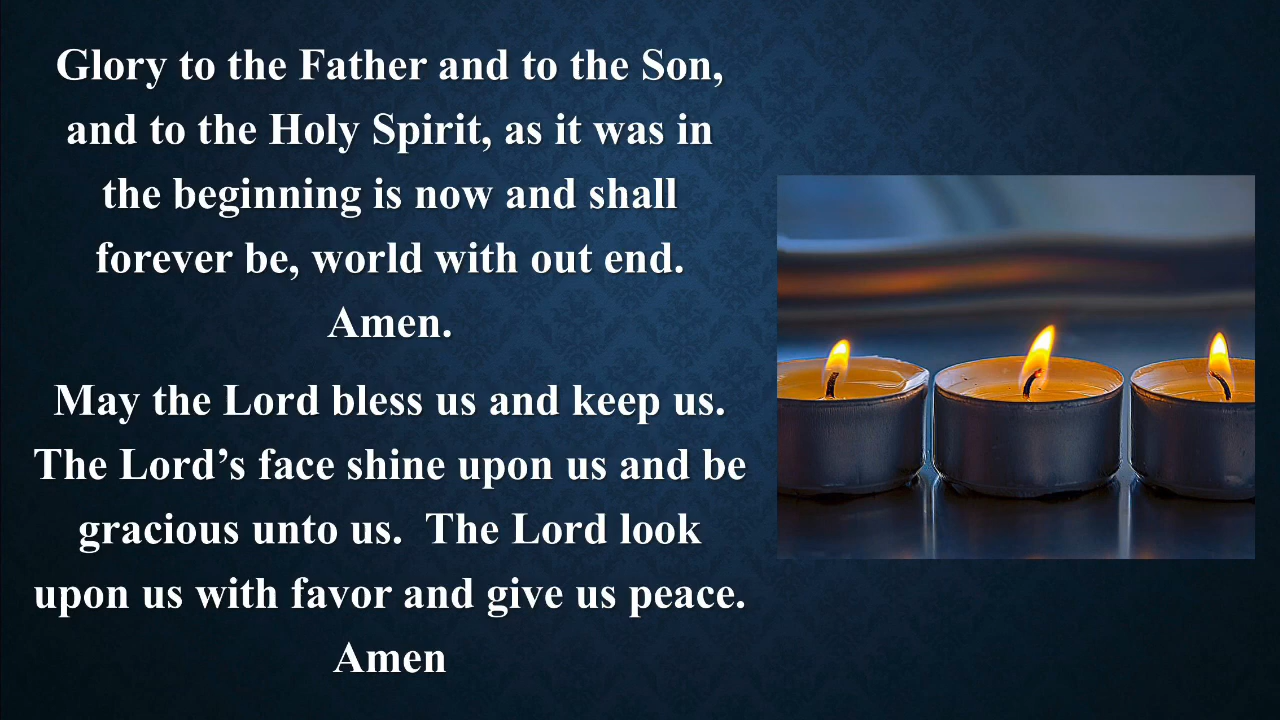 Glory to the Father and to the Son,
and to the Holy Spirit, as it was in
the beginning is now and shall
forever be, world with out end.
Amen.
May the Lord bless us and keep us.
The Lord’s face shine upon us and be
gracious unto us.  The Lord look
upon us with favor and give us peace.
Amen